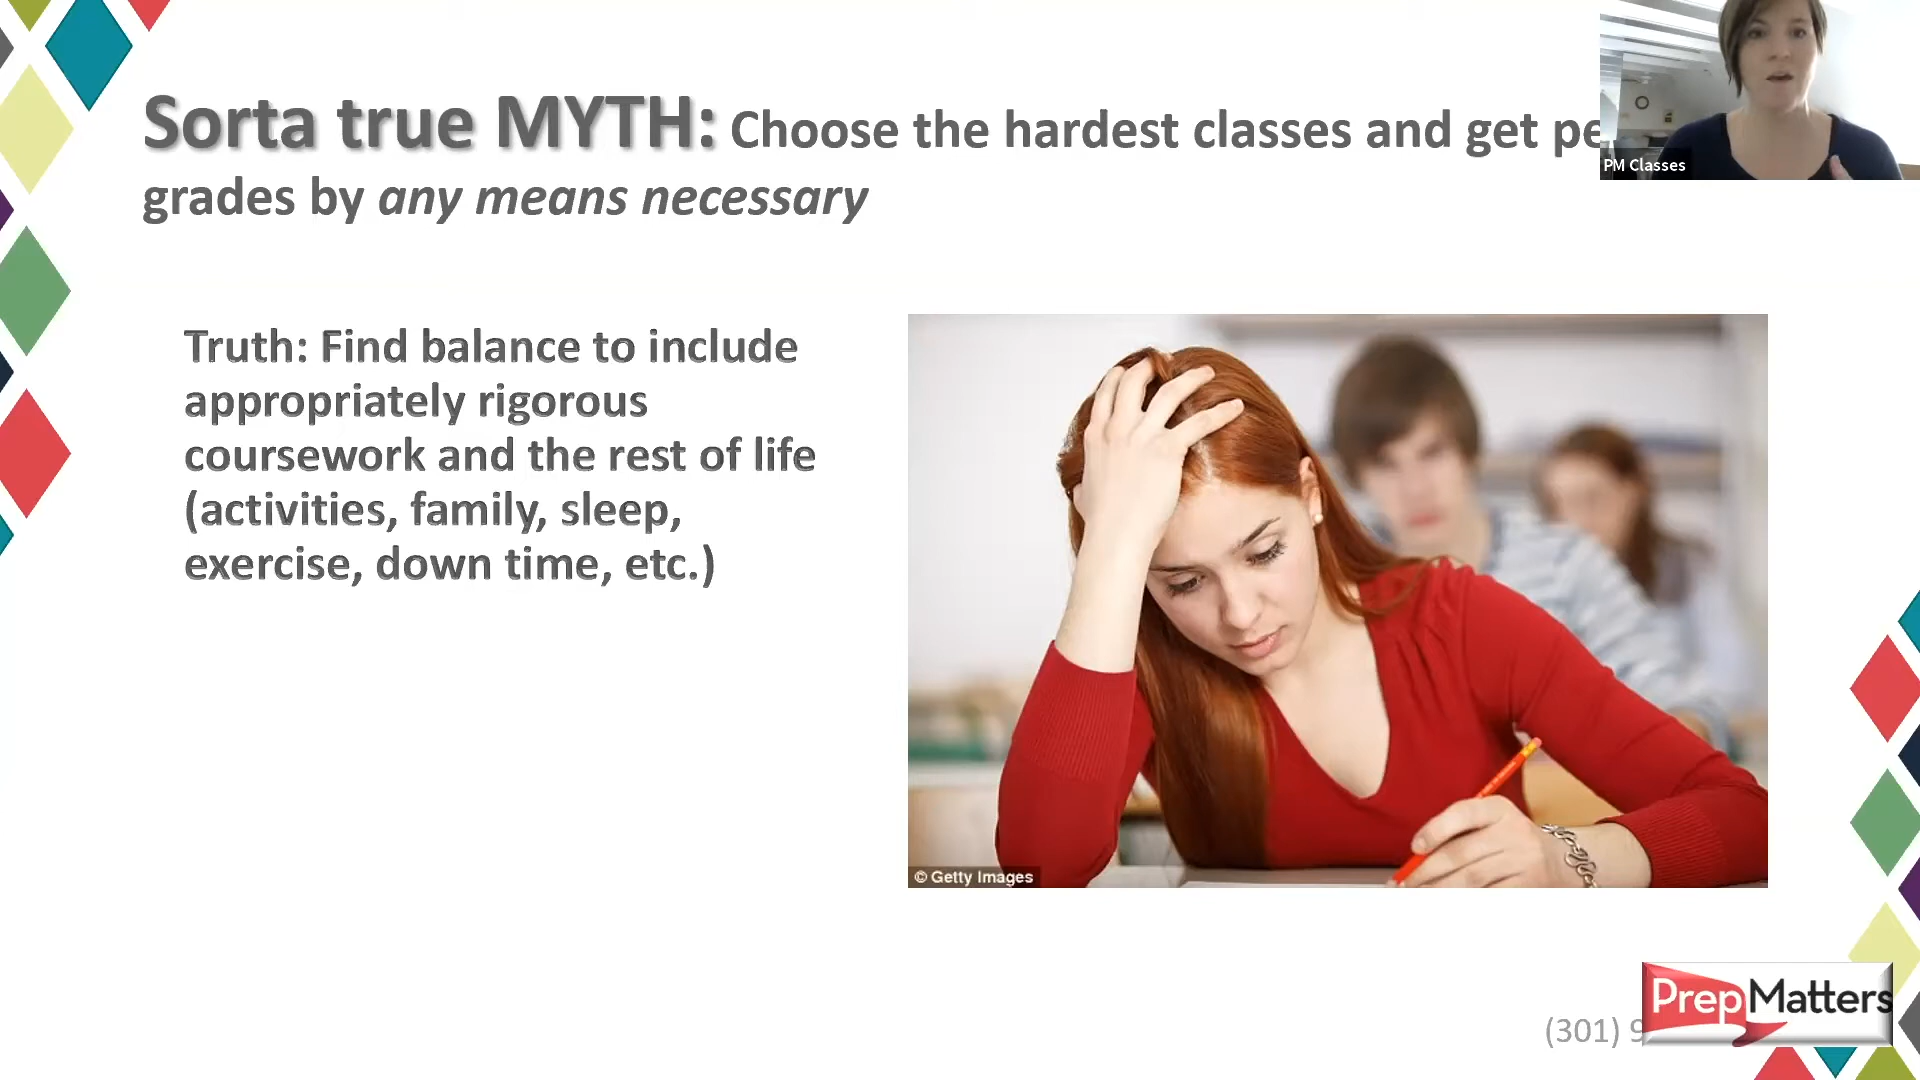 Sorta true MYTH: Choose the hardest classes and get
grades by any means necessary
PM Classes
Truth: Find balance to include
appropriately rigorous
coursework and the rest of life
(activities, family, sleep,
exercise, down time, etc.)
© Getty Images
(301) 9
PrepMatters